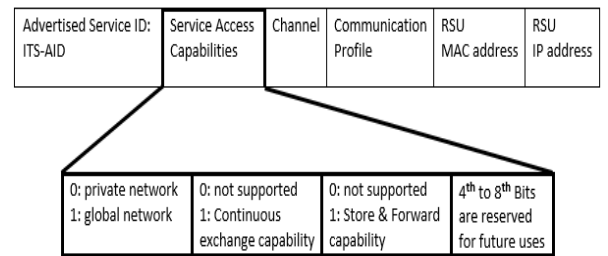 Advertised Service ID:
ITS-AID
Service Access
Capabilities
Channel
Communication
Profile
RSU
MAC address
RSU
IP address
0: private network
1: global network
0: not supported
1: Continuous
exchange capability
0: not supported
1: Store & Forward
capability
4th to 8th Bits
are reserved
for future uses